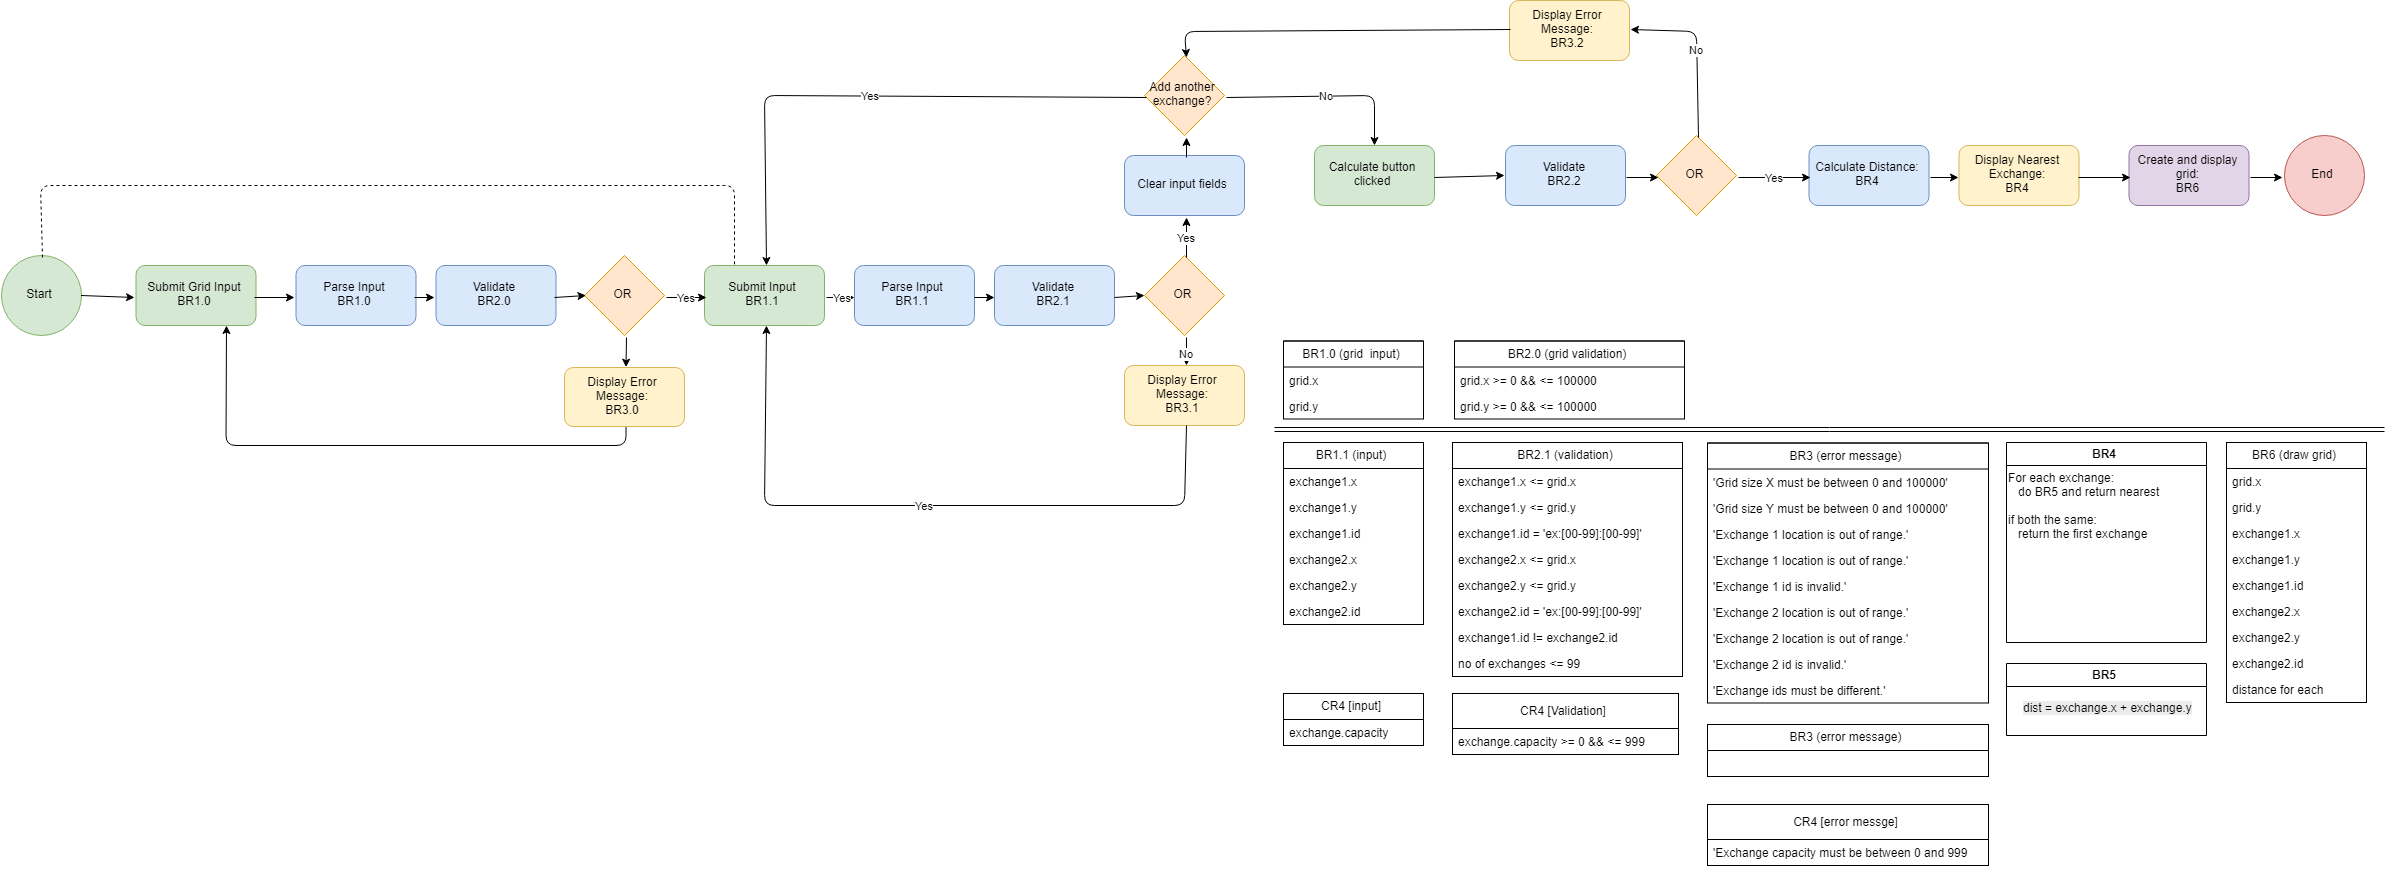 Display Error
Message:
BR3.2
No
Add another
exchange?
Yes
No
Calculate button
clicked
Validate
BR2.2
OR
Yes
Calculate Distance:
BR4
Display Nearest
Exchange:
BR4
Create and display
grid:
BR6
End
Clear input fields
Yes
Start
Submit Grid Input
BR1.0
Parse Input
BR1.0
Validate
BR2.0
OR
Yes
Submit Input
BR1.1
Yes
Parse Input
BR1.1
Validate
BR2.1
OR
No
Display Error
Message:
BR3.0
Display Error
Message:
BR3.1
Yes
BR1.0 (grid input)
grid.x
grid.y
BR2.0 (grid validation)
grid.x >= 0 && <= 100000
grid.y >= 0 && <= 100000
BR1.1 (input)
exchange1.x
exchange1.y
exchange1.id
exchange2.x
exchange2.y
exchange2.id
BR2.1 (validation)
exchange1.x <= grid.x
exchange1.y <= grid.y
exchange1.id = 'ex:[00-99]:[00-99]'
exchange2.x <= grid.x
exchange2.y <= grid.y
exchange2.id = 'ex:[00-99]:[00-99]'
exchange1.id != exchange2.id
no of exchanges <= 99
BR3 (error message)
'Grid size X must be between 0 and 100000'
'Grid size Y must be between 0 and 100000'
'Exchange 1 location is out of range.'
'Exchange 1 location is out of range.'
'Exchange 1 id is invalid.'
'Exchange 2 location is out of range.'
'Exchange 2 location is out of range.'
'Exchange 2 id is invalid.'
'Exchange ids must be different.'
BR4
For each exchange:
do BR5 and return nearest
if both the same:
return the first exchange
BR5
dist = exchange.x + exchange.y
BR6 (draw grid)
grid.x
grid.y
exchange1.x
exchange1.y
exchange1.id
exchange2.x
exchange2.y
exchange2.id
distance for each
CR4 [input]
exchange.capacity
CR4 [Validation]
exchange.capacity >= 0 && <= 999
BR3 (error message)
CR4 [error messge]
'Exchange capacity must be between 0 and 999